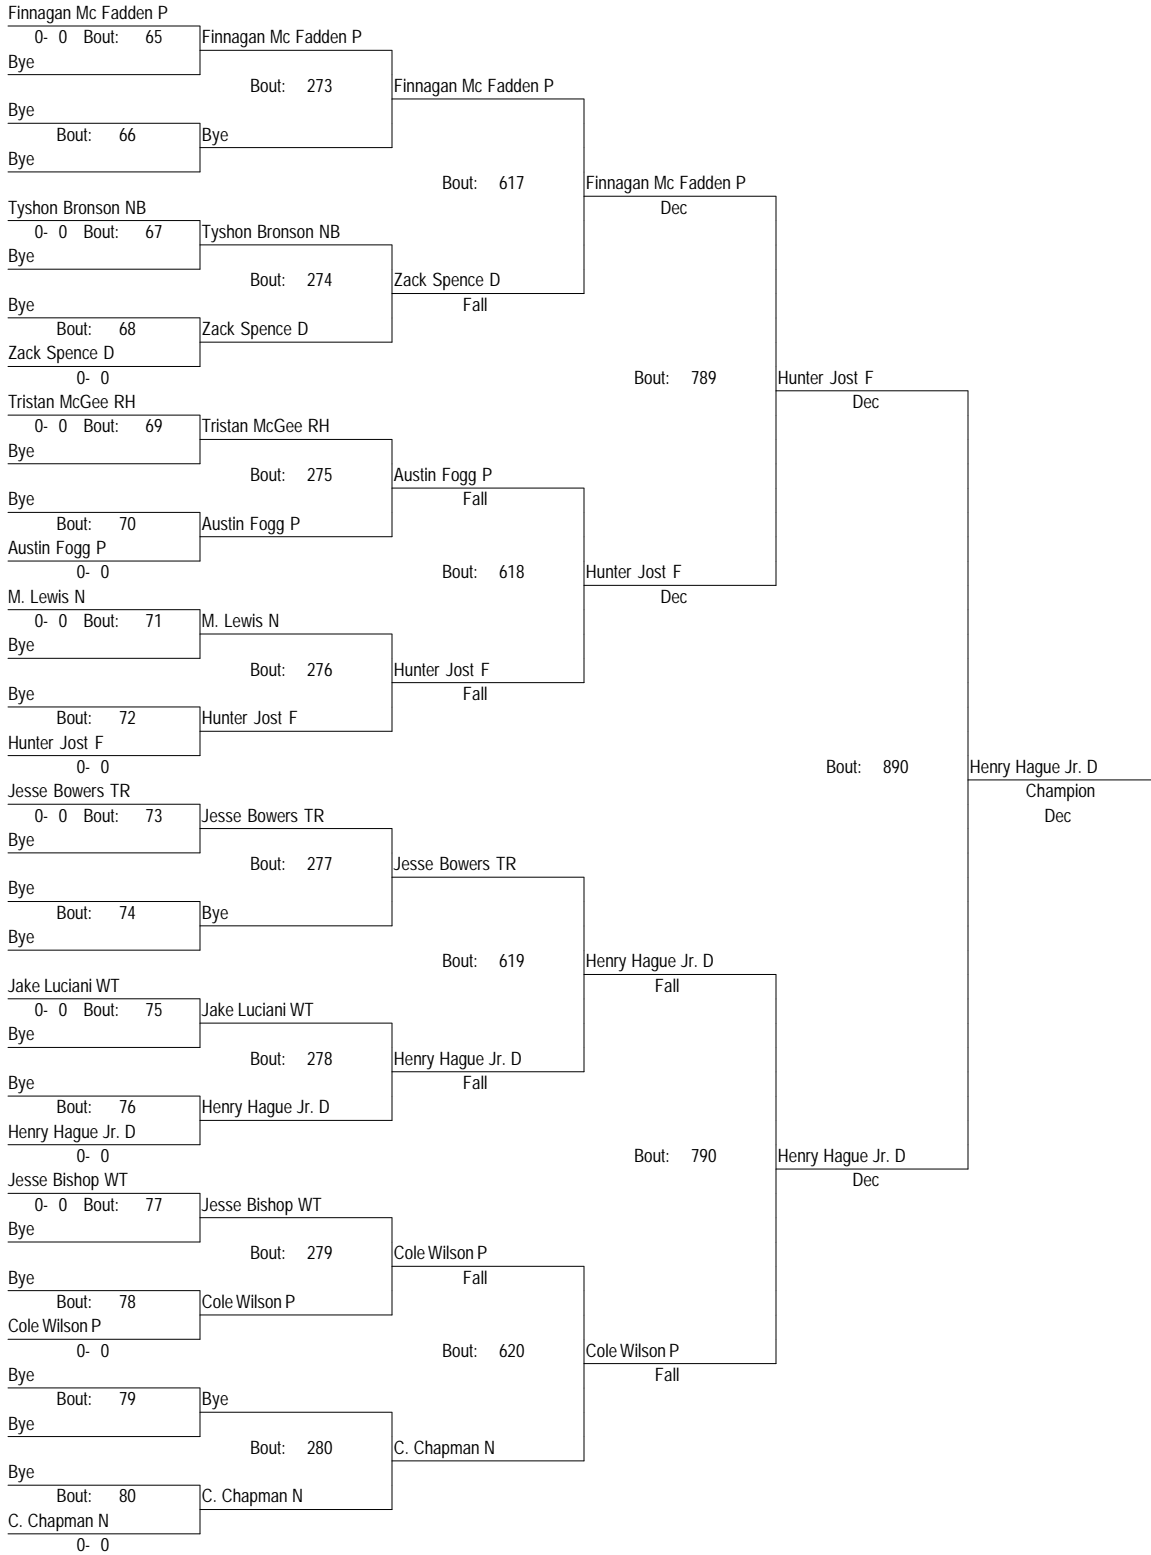 Finnagan Mc Fadden P
0- 0 Bout: 65 Finnagan Mc Fadden P
Bye
Bout: 273 Finnagan Mc Fadden P
Bye
Bout: 66 Bye
Bye
Bout: 617 Finnagan Mc Fadden P
Tyshon Bronson NB Dec
0- 0 Bout: 67 Tyshon Bronson NB
Bye
Bout: 274 Zack Spence D
Bye Fall
Bout: 68 Zack Spence D
Zack Spence D
0- 0 Bout: 789 Hunter Jost F
Tristan McGee RH Dec
0- 0 Bout: 69 Tristan McGee RH
Bye
Bout: 275 Austin Fogg P
Bye Fall
Bout: 70 Austin Fogg P
Austin Fogg P
0- 0 Bout: 618 Hunter Jost F
M. Lewis N Dec
0- 0 Bout: 71 M. Lewis N
Bye
Bout: 276 Hunter Jost F
Bye Fall
Bout: 72 Hunter Jost F
Hunter Jost F
0- 0 Bout: 890 Henry Hague Jr. D
Jesse Bowers TR Champion
0- 0 Bout: 73 Jesse Bowers TR Dec
Bye
Bout: 277 Jesse Bowers TR
Bye
Bout: 74 Bye
Bye
Bout: 619 Henry Hague Jr. D
Jake Luciani WT Fall
0- 0 Bout: 75 Jake Luciani WT
Bye
Bout: 278 Henry Hague Jr. D
Bye Fall
Bout: 76 Henry Hague Jr. D
Henry Hague Jr. D
0- 0 Bout: 790 Henry Hague Jr. D
Jesse Bishop WT Dec
0- 0 Bout: 77 Jesse Bishop WT
Bye
Bout: 279 Cole Wilson P
Bye Fall
Bout: 78 Cole Wilson P
Cole Wilson P
0- 0 Bout: 620 Cole Wilson P
Bye Fall
Bout: 79 Bye
Bye
Bout: 280 C. Chapman N
Bye
Bout: 80 C. Chapman N
C. Chapman N
0- 0